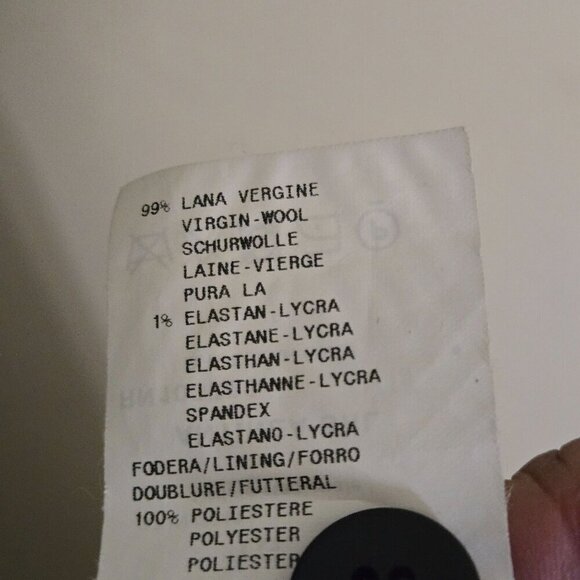 99% LANA VERGINE
VIRGIN-WOOL
SCHURWOLLE
LAINE-VIERGE
PURA LA
1% ELASTAN-LYCRA
ELASTANE-LYCRA
ELASTHAN-LYCRA
ELASTHANNE-LYCRA
SPANDEX
ELASTANO-LYCRA
FODERA/LINING/FORRO
DOUBLURE/FUTTERAL
100% POLIESTERE
POLYESTER
POLIESTER